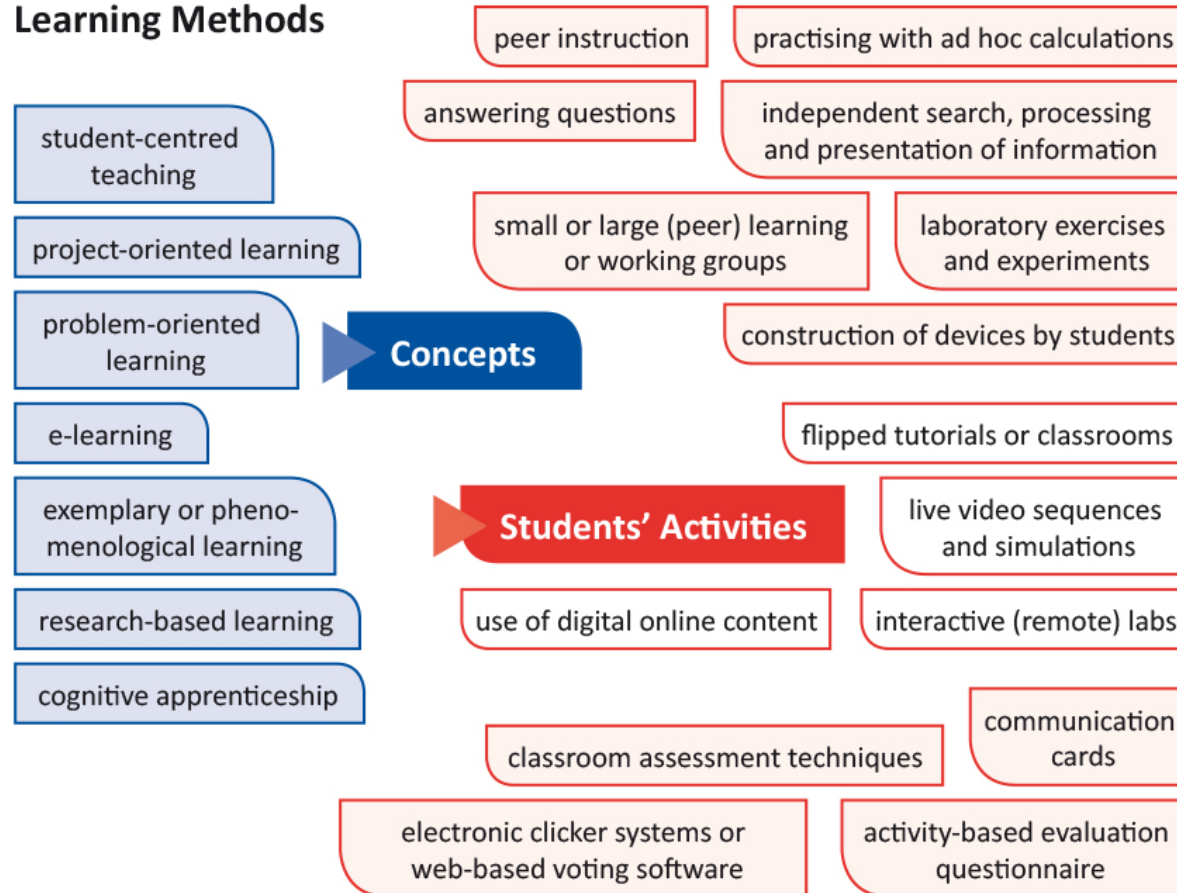 Learning Methods
student-centred
teaching
project-oriented learning
problem-oriented
learning
e-learning
exemplary or pheno-
menological learning
research-based learning
cognitive apprenticeship
Concepts
peer instruction
practising with ad hoc calculations
answering questions
independent search, processing
and presentation of information
small or large (peer) learning
or working groups
laboratory exercises
and experiments
construction of devices by students
flipped tutorials or classrooms
Students’ Activities
live video sequences
and simulations
use of digital online content
interactive (remote) labs
classroom assessment techniques
communication
cards
electronic clicker systems or
web-based voting software
activity-based evaluation
questionnaire